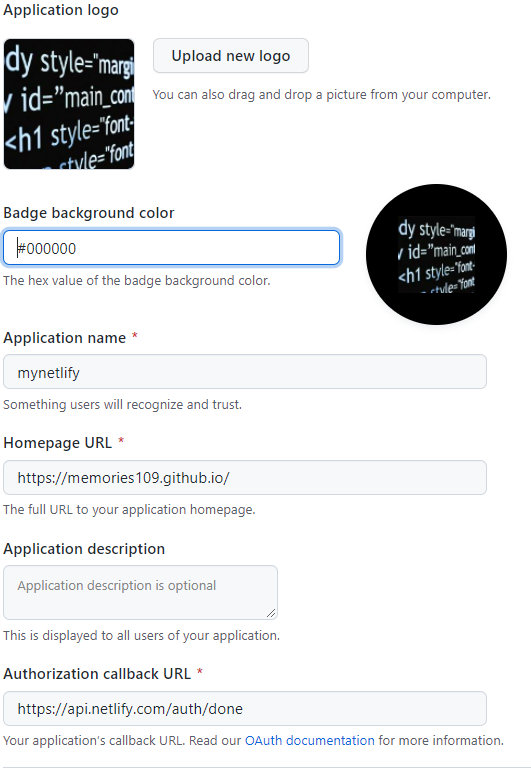 Application logo
dy style="margi
id="main_cont
<h1 style="font-
style="font
Upload new logo
You can also drag and drop a picture from your computer.
Badge background color
#000000
The hex value of the badge background color.
dy style="margi
id="main_cont
<h1 style="font-
style="font
Application name *
mynetlify
Something users will recognize and trust.
Homepage URL *
https://memories109.github.io/
The full URL to your application homepage.
Application description
Application description is optional
This is displayed to all users of your application.
Authorization callback URL *
https://api.netlify.com/auth/done
Your application's callback URL. Read our OAuth documentation for more information.